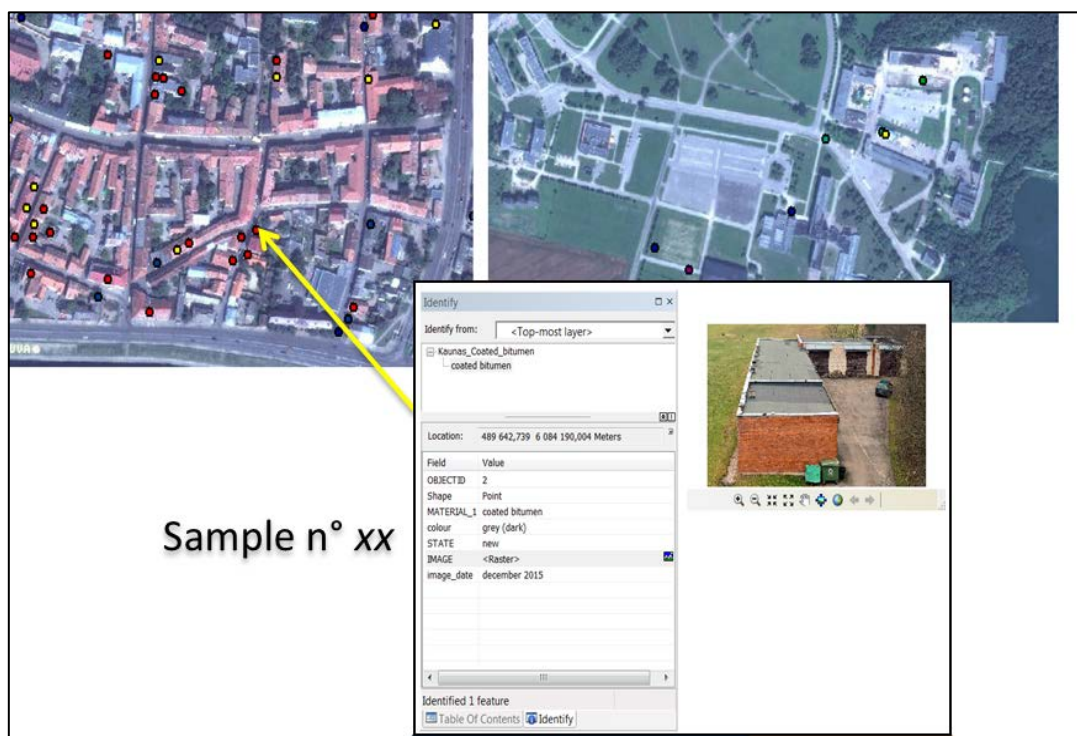 Identify
Identify from:
<Top-most layer>
Kaunas_Coated_bitumen
coated bitumen
Location: 489 642,739 6 084 190,004 Meters
Field Value
OBJECTID 2
Shape Point
MATERIAL_1 coated bitumen
colour grey (dark)
STATE new
IMAGE <Raster>
image_date december 2015
Identified 1 feature
Table Of Contents Identify
Sample n° xx